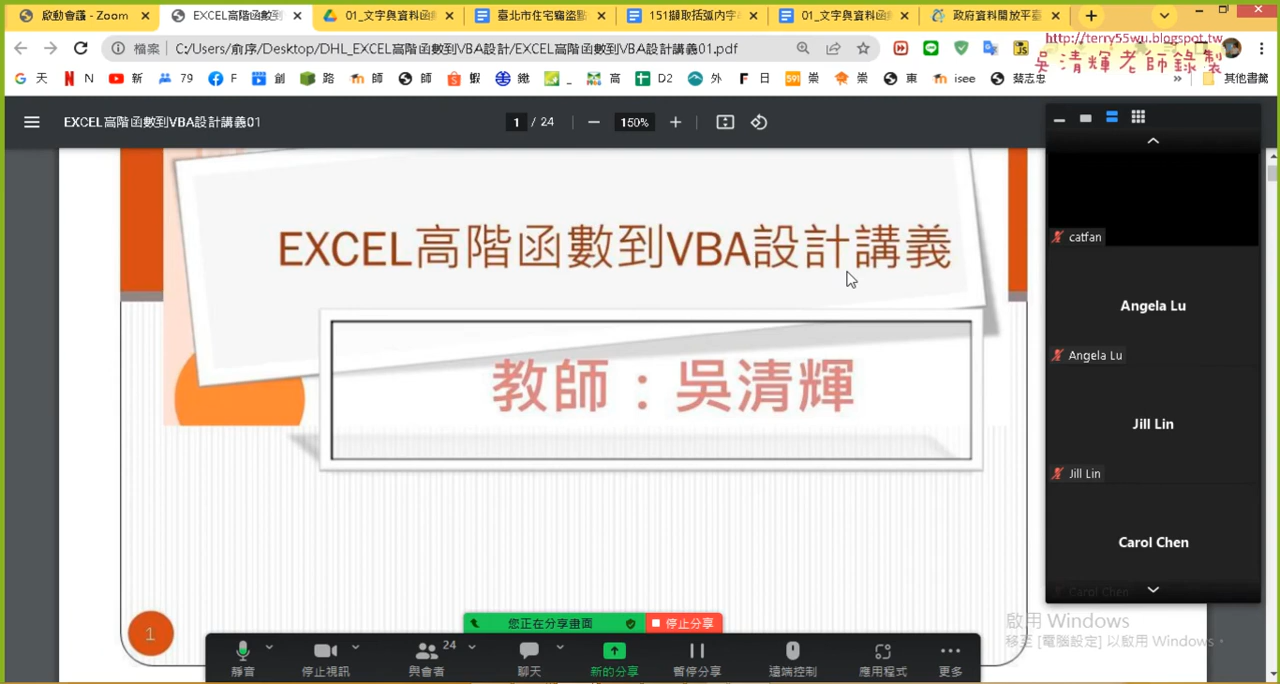 啟動會議 - Zoom
EXCEL高階函數到
01_文字與資料函
臺北市住宅竊盜點
151擷取括弧內字
01_文字與資料函
政府資料開放平臺
檔案
C:/Users/俞序/Desktop/DHL_EXCEL高階函數到VBA設計/EXCEL高階函數到VBA設計講義01.pdf
http://terry55wu.blogspot.tw
吳清輝老師錄製
天 N 新 79 F 創 路 師 師 蝦 高 D2 外 日 崇 崇 東 isee 蔡志忠 » 其他書籤
EXCEL高階函數到VBA設計講義01
1 / 24
150%
EXCEL高階函數到VBA設計講義
教師：吳清輝
1
catfan
Angela Lu
Angela Lu
Jill Lin
Jill Lin
Carol Chen
Carol Chen
啟用 Windows
移至 [電腦設定] 以啟用 Windows。
您正在分享畫面
停止分享
24
靜音
停止視訊
與會者
聊天
新的分享
暫停分享
遠端控制
應用程式
更多